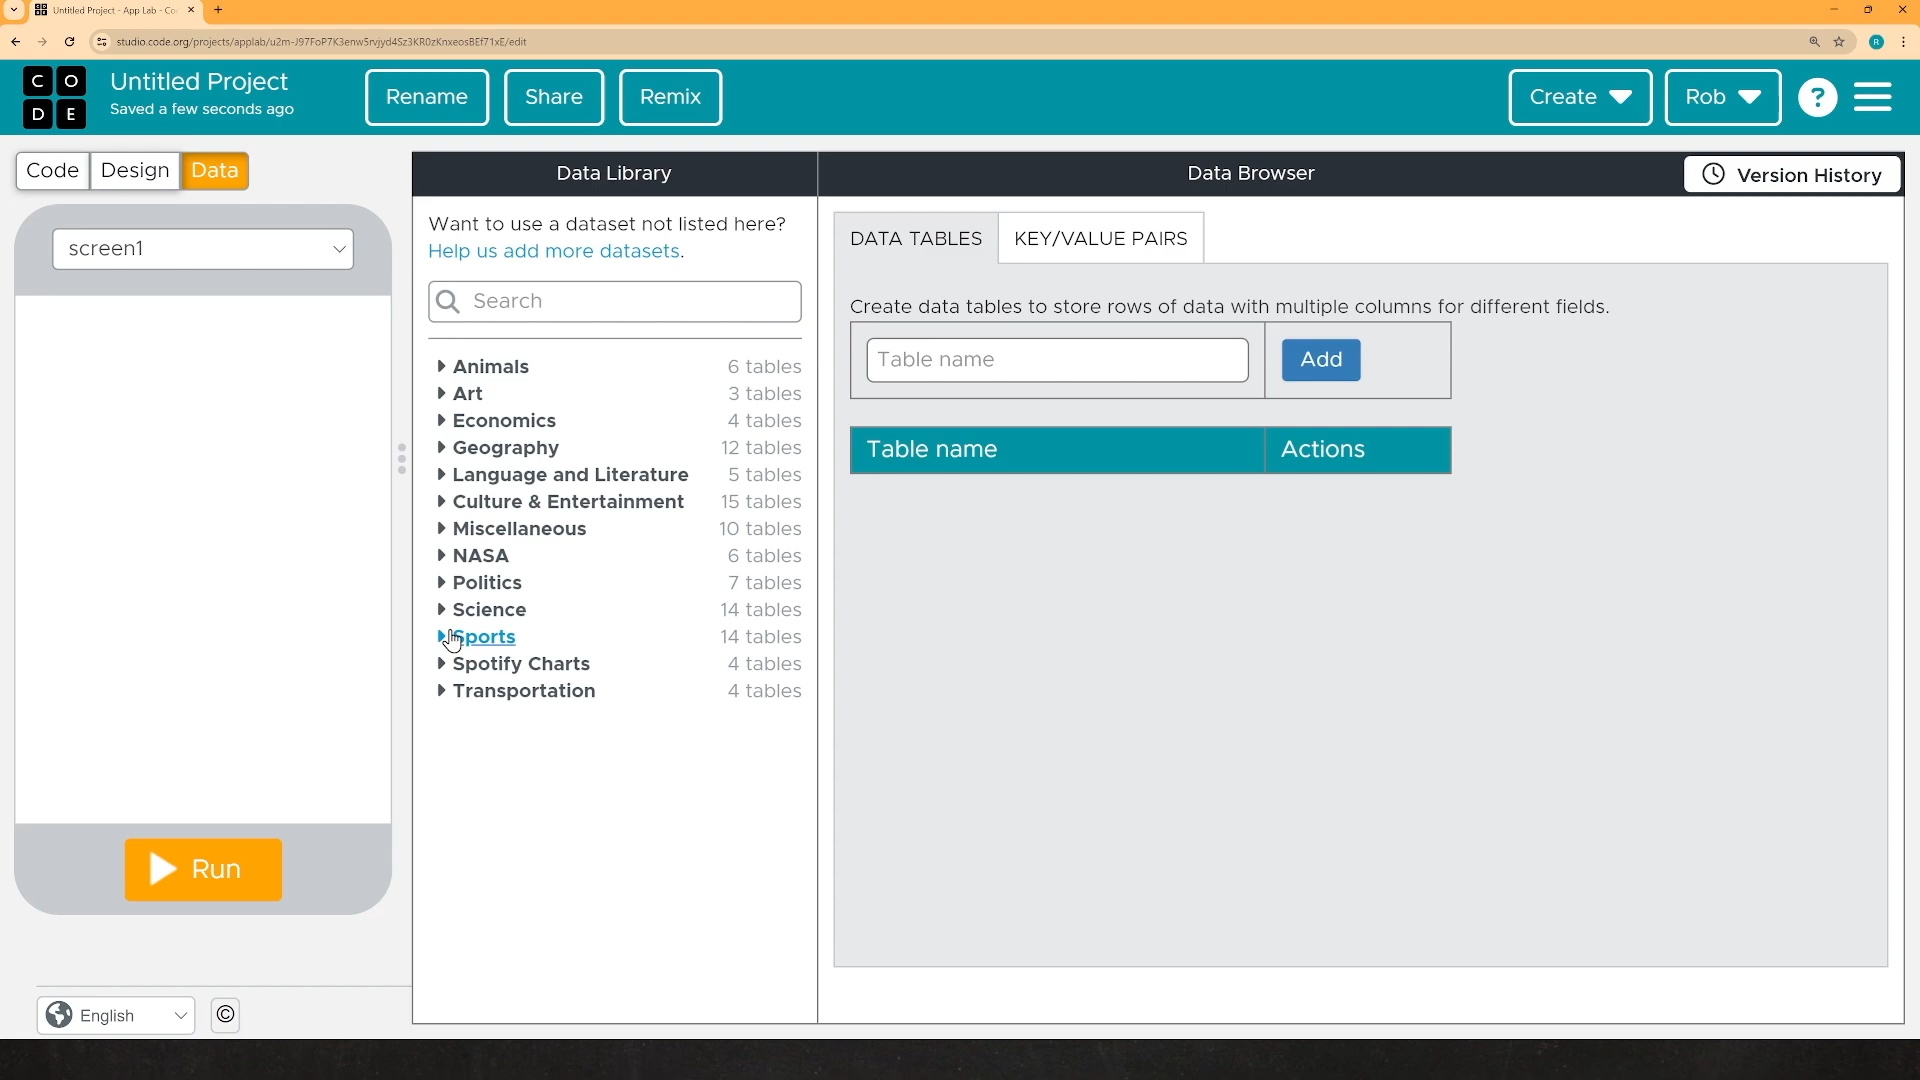 Untitled Project - App Lab - Co
studio.code.org/projects/applab/u2m-J97FoP7K3enw5rvjyd4Sz3KR0zKnxeosBEf71xE/edit
R
C O
D E
Untitled Project
Saved a few seconds ago
Rename
Share
Remix
Create
Rob
?
Code
Design
Data
screen1
Run
English
©
Data Library
Want to use a dataset not listed here?
Help us add more datasets.
Search
Animals 6 tables
Art 3 tables
Economics 4 tables
Geography 12 tables
Language and Literature 5 tables
Culture & Entertainment 15 tables
Miscellaneous 10 tables
NASA 6 tables
Politics 7 tables
Science 14 tables
Sports 14 tables
Spotify Charts 4 tables
Transportation 4 tables
Data Browser
Version History
DATA TABLES
KEY/VALUE PAIRS
Create data tables to store rows of data with multiple columns for different fields.
Table name
Add
Table name
Actions